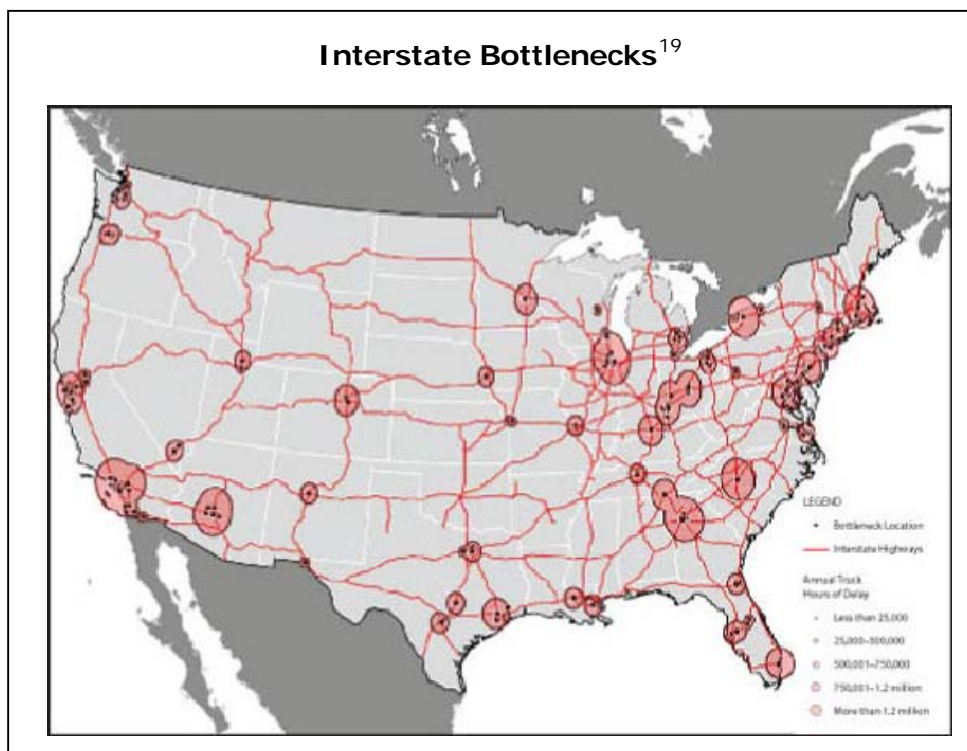 Interstate Bottlenecks19
LEGEND
Bottleneck Location
Interstate Highways
Annual Truck
Hours of Delay
Less than 25,000
25,000-500,000
500,001-750,000
750,001-1.2 million
More than 1.2 million